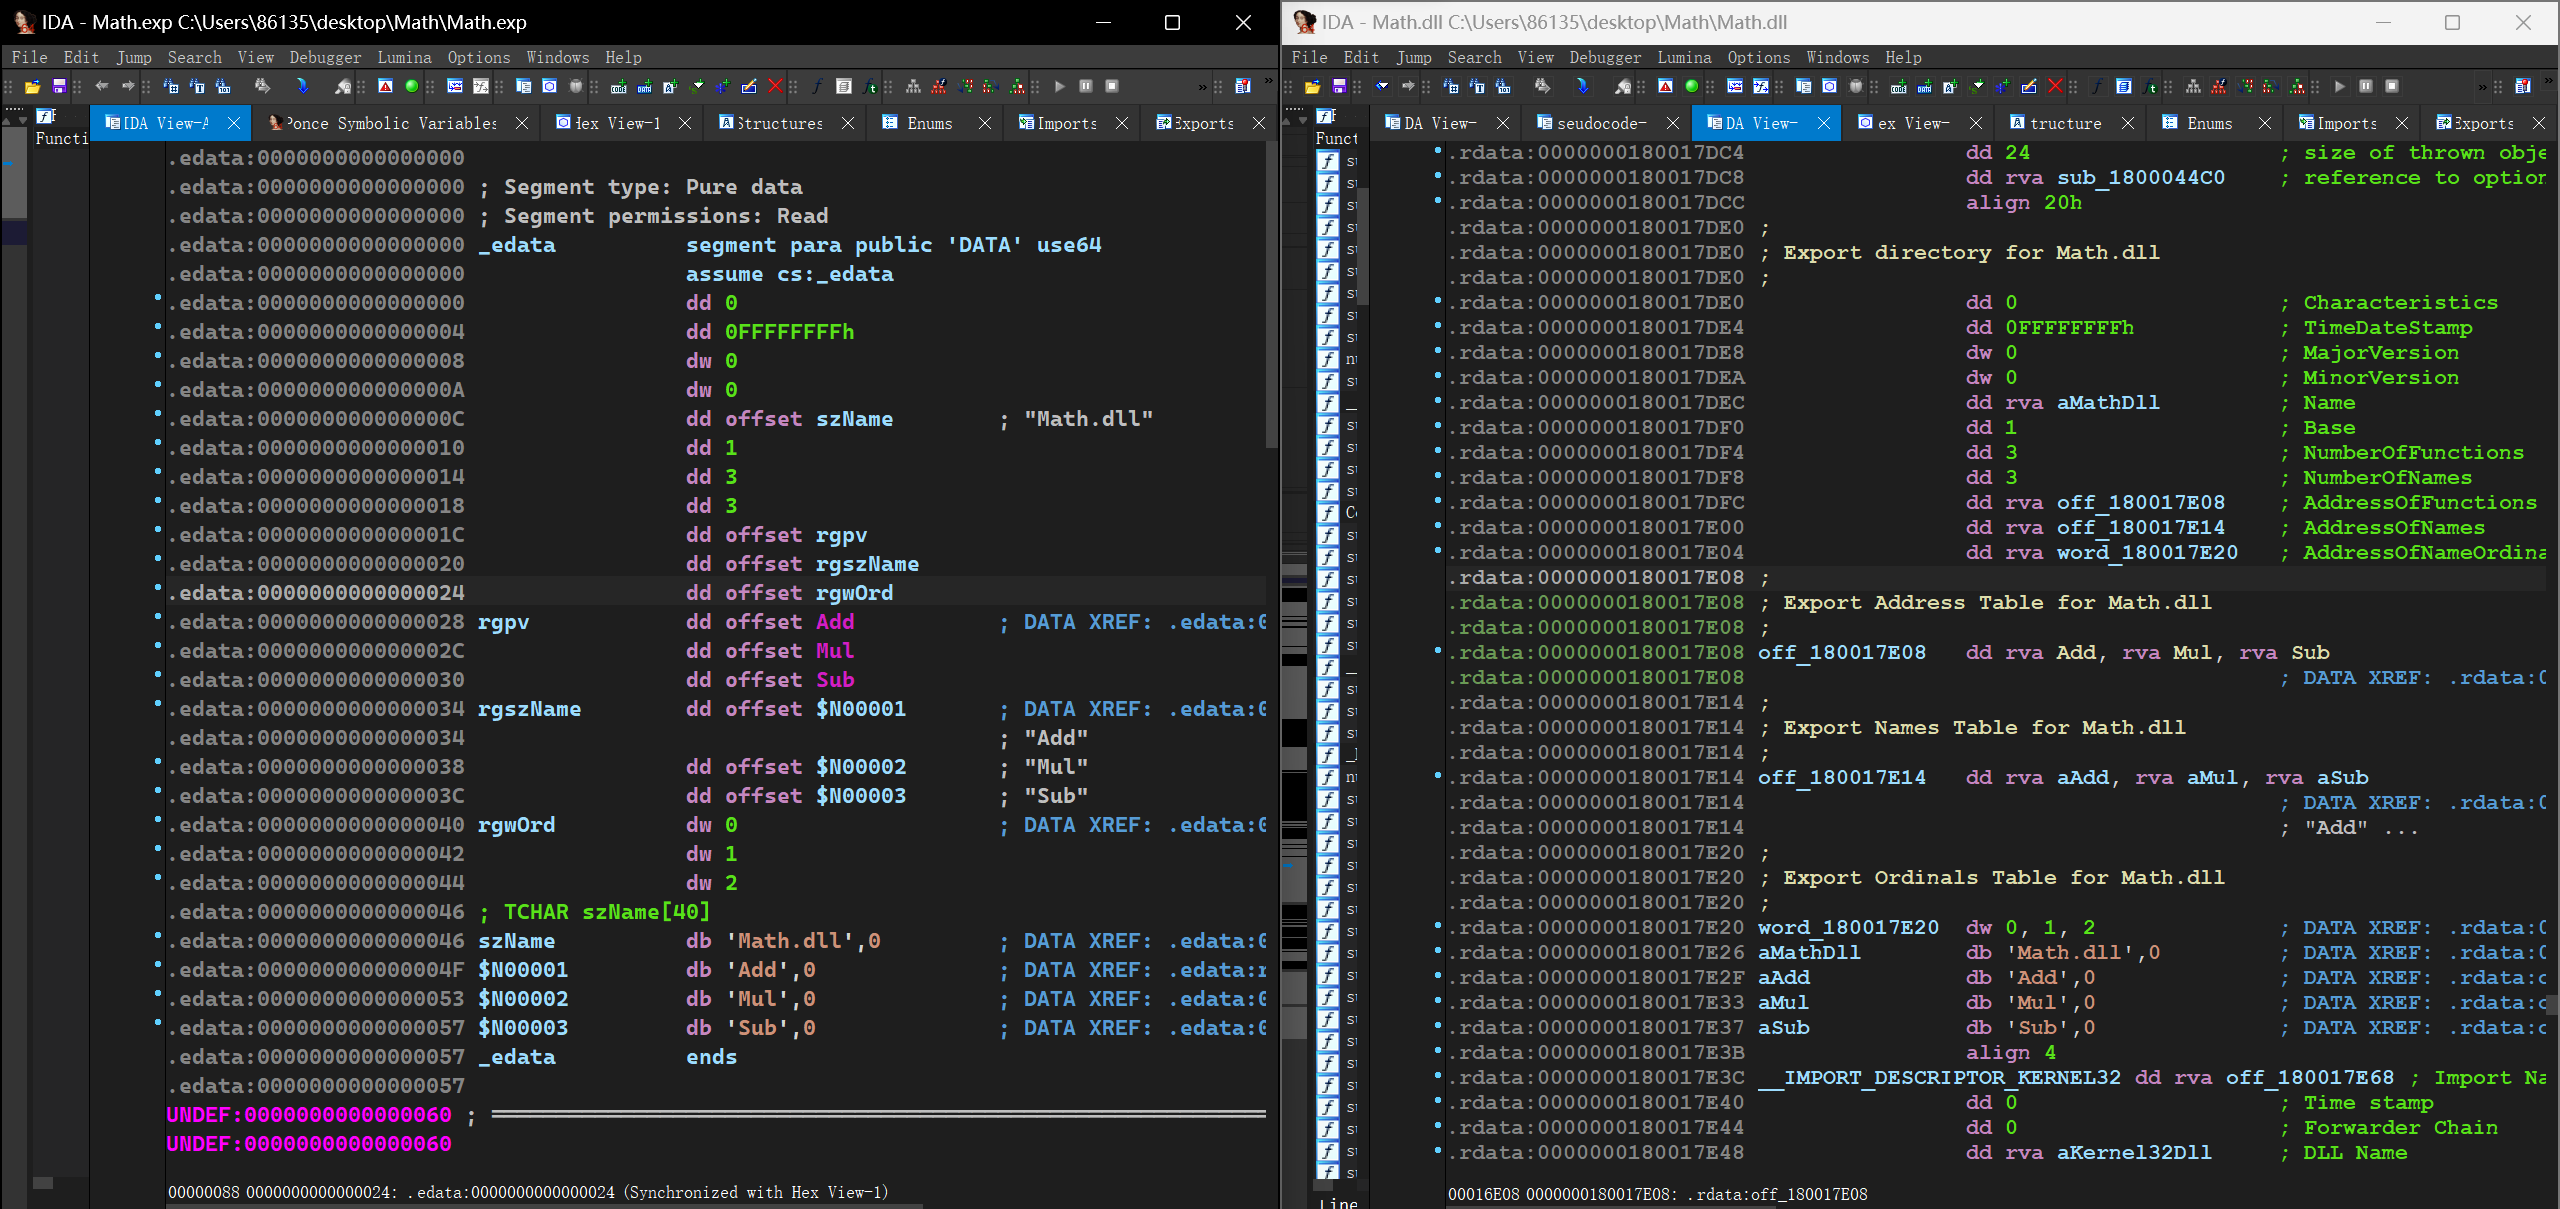 IDA - Math.exp C:\Users\86135\desktop\Math\Math.exp
File Edit Jump Search View Debugger Lumina Options Windows Help
Functi
IDA View-A Ponce Symbolic Variables Hex View-1 Structures Enums Imports Exports
.edata:0000000000000000
.edata:0000000000000000 ; Segment type: Pure data
.edata:0000000000000000 ; Segment permissions: Read
.edata:0000000000000000 _edata segment para public 'DATA' use64
.edata:0000000000000000 assume cs:_edata
.edata:0000000000000000 dd 0
.edata:0000000000000004 dd 0FFFFFFFFh
.edata:0000000000000008 dw 0
.edata:000000000000000A dw 0
.edata:000000000000000C dd offset szName ; "Math.dll"
.edata:0000000000000010 dd 1
.edata:0000000000000014 dd 3
.edata:0000000000000018 dd 3
.edata:000000000000001C dd offset rgpv
.edata:0000000000000020 dd offset rgszName
.edata:0000000000000024 dd offset rgwOrd
.edata:0000000000000028 rgpv dd offset Add ; DATA XREF: .edata:0
.edata:000000000000002C dd offset Mul
.edata:0000000000000030 dd offset Sub
.edata:0000000000000034 rgszName dd offset $N00001 ; DATA XREF: .edata:0
.edata:0000000000000034 ; "Add"
.edata:0000000000000038 dd offset $N00002 ; "Mul"
.edata:000000000000003C dd offset $N00003 ; "Sub"
.edata:0000000000000040 rgwOrd dw 0 ; DATA XREF: .edata:0
.edata:0000000000000042 dw 1
.edata:0000000000000044 dw 2
.edata:0000000000000046 ; TCHAR szName[40]
.edata:0000000000000046 szName db 'Math.dll',0 ; DATA XREF: .edata:0
.edata:000000000000004F $N00001 db 'Add',0 ; DATA XREF: .edata:r
.edata:0000000000000053 $N00002 db 'Mul',0 ; DATA XREF: .edata:0
.edata:0000000000000057 $N00003 db 'Sub',0 ; DATA XREF: .edata:0
.edata:0000000000000057 _edata ends
.edata:0000000000000057
UNDEF:0000000000000060 ;
UNDEF:0000000000000060
00000088 0000000000000024: .edata:0000000000000024 (Synchronized with Hex View-1)
IDA - Math.dll C:\Users\86135\desktop\Math\Math.dll
File Edit Jump Search View Debugger Lumina Options Windows Help
Funct
DA View- seudocode- DA View- ex View- tructure Enums Imports Exports
.rdata:0000000180017DC4 dd 24 ; size of thrown obje
.rdata:0000000180017DC8 dd rva sub_1800044C0 ; reference to option
.rdata:0000000180017DCC align 20h
.rdata:0000000180017DE0 ;
.rdata:0000000180017DE0 ; Export directory for Math.dll
.rdata:0000000180017DE0 ;
.rdata:0000000180017DE0 dd 0 ; Characteristics
.rdata:0000000180017DE4 dd 0FFFFFFFFh ; TimeDateStamp
.rdata:0000000180017DE8 dw 0 ; MajorVersion
.rdata:0000000180017DEA dw 0 ; MinorVersion
.rdata:0000000180017DEC dd rva aMathDll ; Name
.rdata:0000000180017DF0 dd 1 ; Base
.rdata:0000000180017DF4 dd 3 ; NumberOfFunctions
.rdata:0000000180017DF8 dd 3 ; NumberOfNames
.rdata:0000000180017DFC dd rva off_180017E08 ; AddressOfFunctions
.rdata:0000000180017E00 dd rva off_180017E14 ; AddressOfNames
.rdata:0000000180017E04 dd rva word_180017E20 ; AddressOfNameOrdina
.rdata:0000000180017E08 ;
.rdata:0000000180017E08 ; Export Address Table for Math.dll
.rdata:0000000180017E08 ;
.rdata:0000000180017E08 off_180017E08 dd rva Add, rva Mul, rva Sub
.rdata:0000000180017E08 ; DATA XREF: .rdata:0
.rdata:0000000180017E14 ;
.rdata:0000000180017E14 ; Export Names Table for Math.dll
.rdata:0000000180017E14 ;
.rdata:0000000180017E14 off_180017E14 dd rva aAdd, rva aMul, rva aSub
.rdata:0000000180017E14 ; DATA XREF: .rdata:0
.rdata:0000000180017E14 ; "Add" ...
.rdata:0000000180017E20 ;
.rdata:0000000180017E20 ; Export Ordinals Table for Math.dll
.rdata:0000000180017E20 ;
.rdata:0000000180017E20 word_180017E20 dw 0, 1, 2 ; DATA XREF: .rdata:0
.rdata:0000000180017E26 aMathDll db 'Math.dll',0 ; DATA XREF: .rdata:0
.rdata:0000000180017E2F aAdd db 'Add',0 ; DATA XREF: .rdata:o
.rdata:0000000180017E33 aMul db 'Mul',0 ; DATA XREF: .rdata:o
.rdata:0000000180017E37 aSub db 'Sub',0 ; DATA XREF: .rdata:o
.rdata:0000000180017E3B align 4
.rdata:0000000180017E3C __IMPORT_DESCRIPTOR_KERNEL32 dd rva off_180017E68 ; Import Na
.rdata:0000000180017E40 dd 0 ; Time stamp
.rdata:0000000180017E44 dd 0 ; Forwarder Chain
.rdata:0000000180017E48 dd rva aKernel32Dll ; DLL Name
00016E08 0000000180017E08: .rdata:off_180017E08
Line